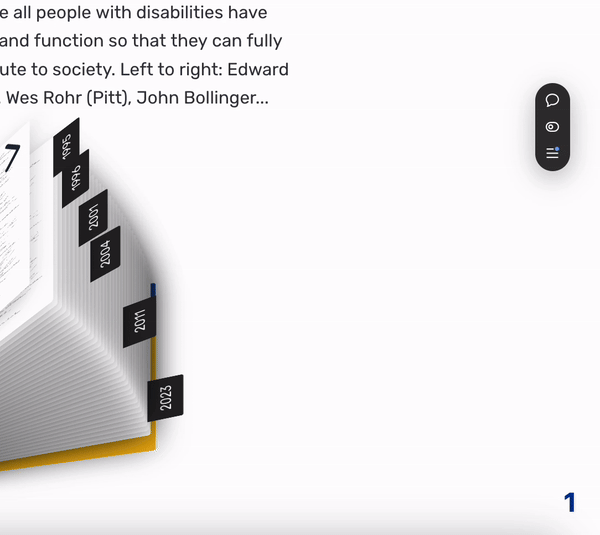 e all people with disabilities have
and function so that they can fully
ute to society. Left to right: Edward
. Wes Rohr (Pitt), John Bollinger...
7
1995
1996
2001
2004
2011
2023
1